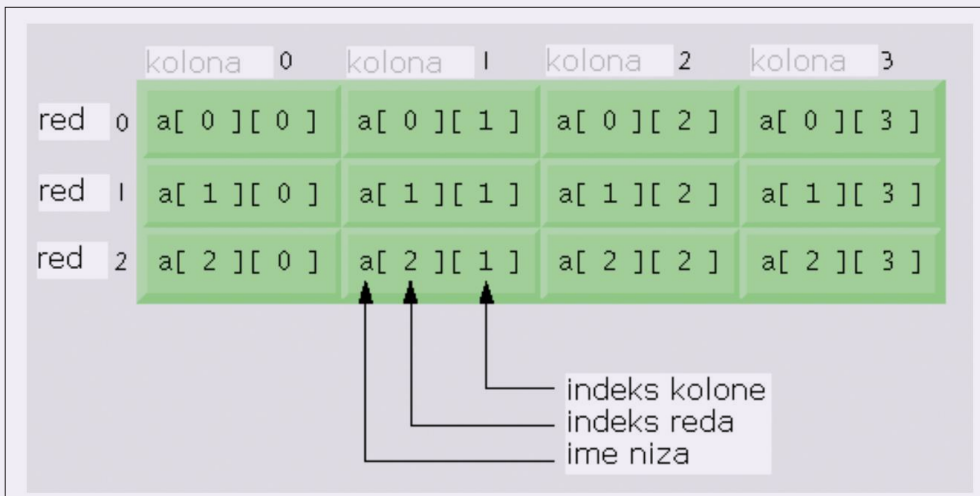 kolona 0 kolona 1 kolona 2 kolona 3
red 0 a[ 0 ][ 0 ] a[ 0 ][ 1 ] a[ 0 ][ 2 ] a[ 0 ][ 3 ]
red 1 a[ 1 ][ 0 ] a[ 1 ][ 1 ] a[ 1 ][ 2 ] a[ 1 ][ 3 ]
red 2 a[ 2 ][ 0 ] a[ 2 ][ 1 ] a[ 2 ][ 2 ] a[ 2 ][ 3 ]
indeks kolone
indeks reda
ime niza